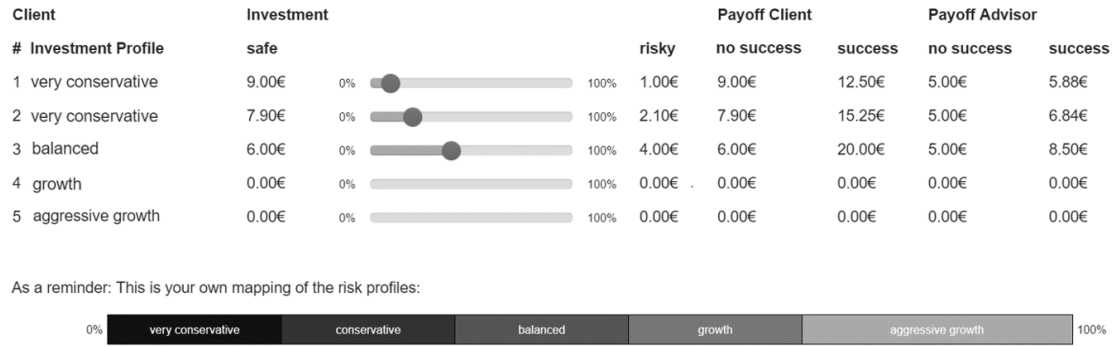 Client Investment Payoff Client Payoff Advisor
# Investment Profile safe risky no success success no success success
1 very conservative 9.00€ 0% 100% 1.00€ 9.00€ 12.50€ 5.00€ 5.88€
2 very conservative 7.90€ 0% 100% 2.10€ 7.90€ 15.25€ 5.00€ 6.84€
3 balanced 6.00€ 0% 100% 4.00€ 6.00€ 20.00€ 5.00€ 8.50€
4 growth 0.00€ 0% 100% 0.00€ 0.00€ 0.00€ 0.00€ 0.00€
5 aggressive growth 0.00€ 0% 100% 0.00€ 0.00€ 0.00€ 0.00€ 0.00€
As a reminder: This is your own mapping of the risk profiles:
0% very conservative conservative balanced growth aggressive growth 100%